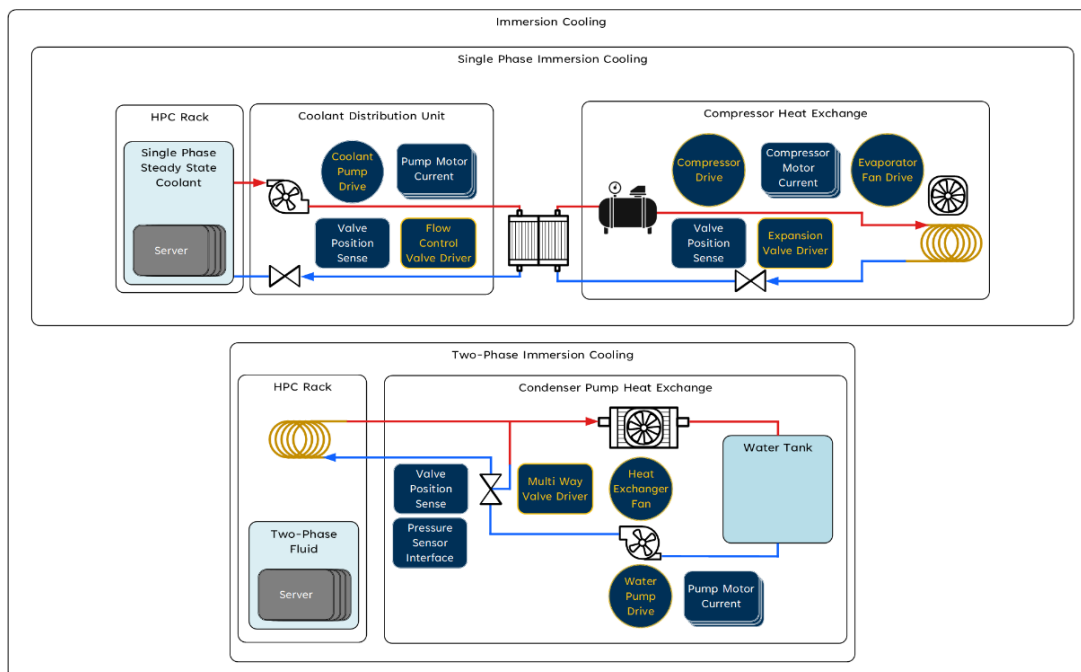 Immersion Cooling
Single Phase Immersion Cooling
HPC Rack
Single Phase
Steady State
Coolant
Server
Coolant Distribution Unit
Coolant
Pump
Drive
Pump Motor
Current
Valve
Position
Sense
Flow
Control
Valve Driver
Compressor Heat Exchange
Compressor
Drive
Compressor
Motor
Current
Evaporator
Fan Drive
Valve
Position
Sense
Expansion
Valve Driver
Two-Phase Immersion Cooling
HPC Rack
Two-Phase
Fluid
Server
Condenser Pump Heat Exchange
Valve
Position
Sense
Multi Way
Valve Driver
Heat
Exchanger
Fan
Water Tank
Pressure
Sensor
Interface
Water
Pump
Drive
Pump Motor
Current